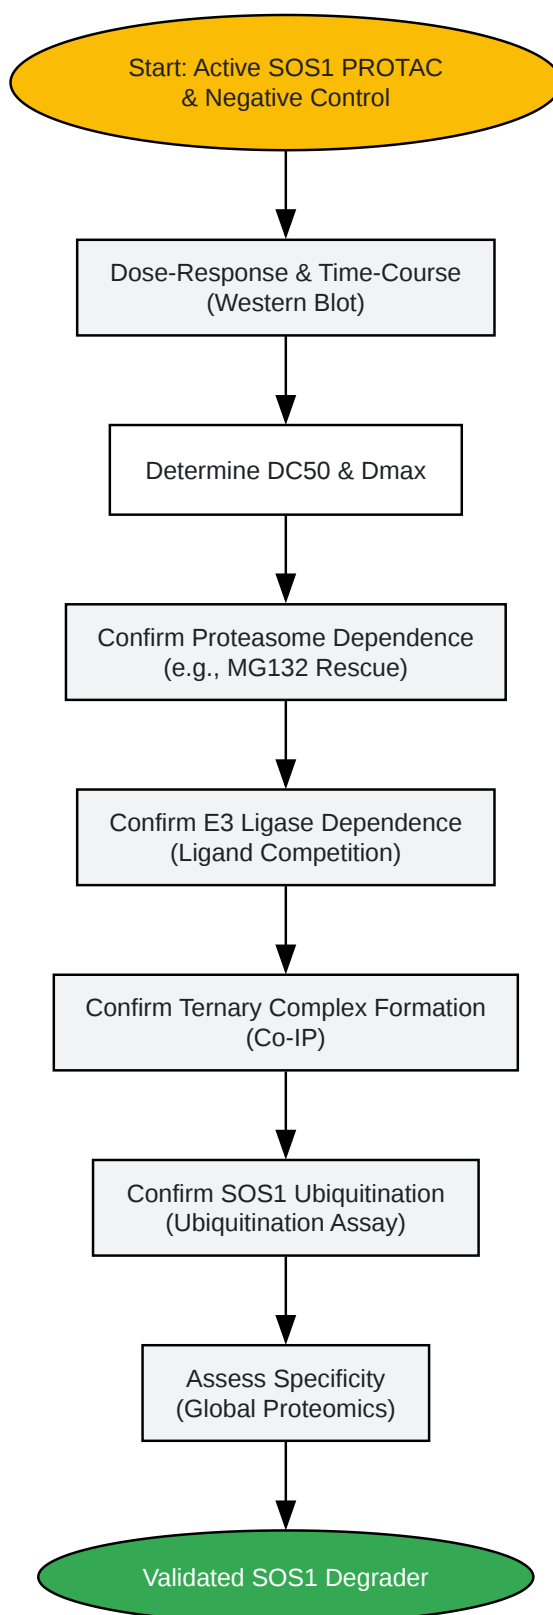 Start: Active SOS1 PROTAC
& Negative Control
Dose-Response & Time-Course
(Western Blot)
Determine DC50 & Dmax
Confirm Proteasome Dependence
(e.g., MG132 Rescue)
Confirm E3 Ligase Dependence
(Ligand Competition)
Confirm Ternary Complex Formation
(Co-IP)
Confirm SOS1 Ubiquitination
(Ubiquitination Assay)
Assess Specificity
(Global Proteomics)
Validated SOS1 Degrader